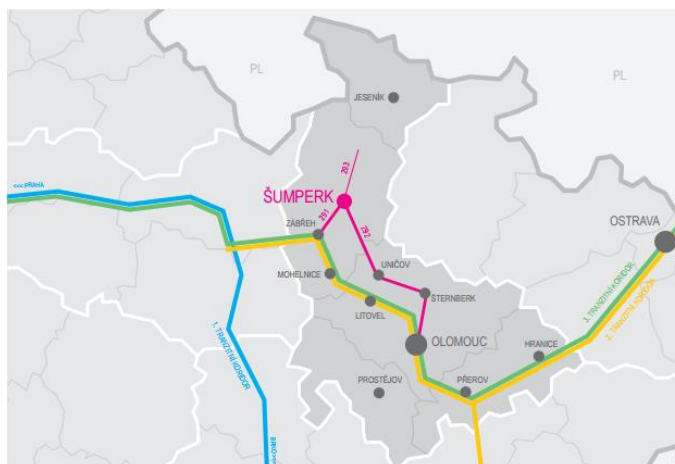 PL
PL
JESENÍK
293
<<< PRAHA
ŠUMPERK
291
292
ZÁBŘEH
OSTRAVA
MOHELNICE
UNIČOV
ŠTERNBERK
LITOVEL
3. TRANZITNÍ KORIDOR
2. TRANZITNÍ KORIDOR
1. TRANZITNÍ KORIDOR
OLOMOUC
HRANICE
PROSTĚJOV
PŘEROV
BRNO>>>